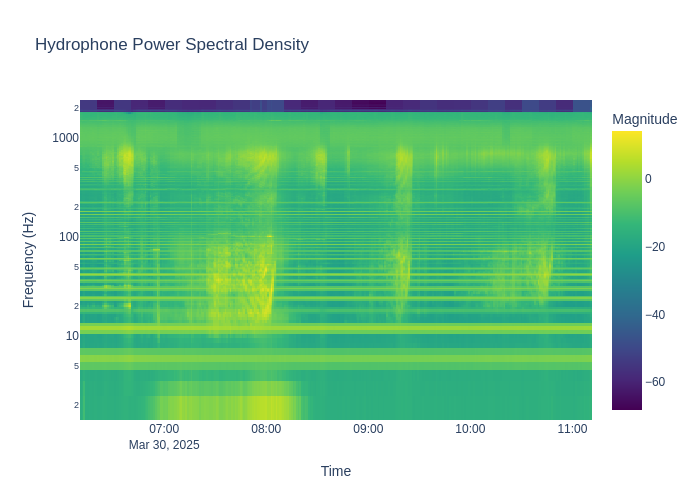 Hydrophone Power Spectral Density
Magnitude
2
1000
5
2
100
5
2
10
5
2
0
−20
−40
−60
Frequency (Hz)
07:00 08:00 09:00 10:00 11:00
Mar 30, 2025
Time